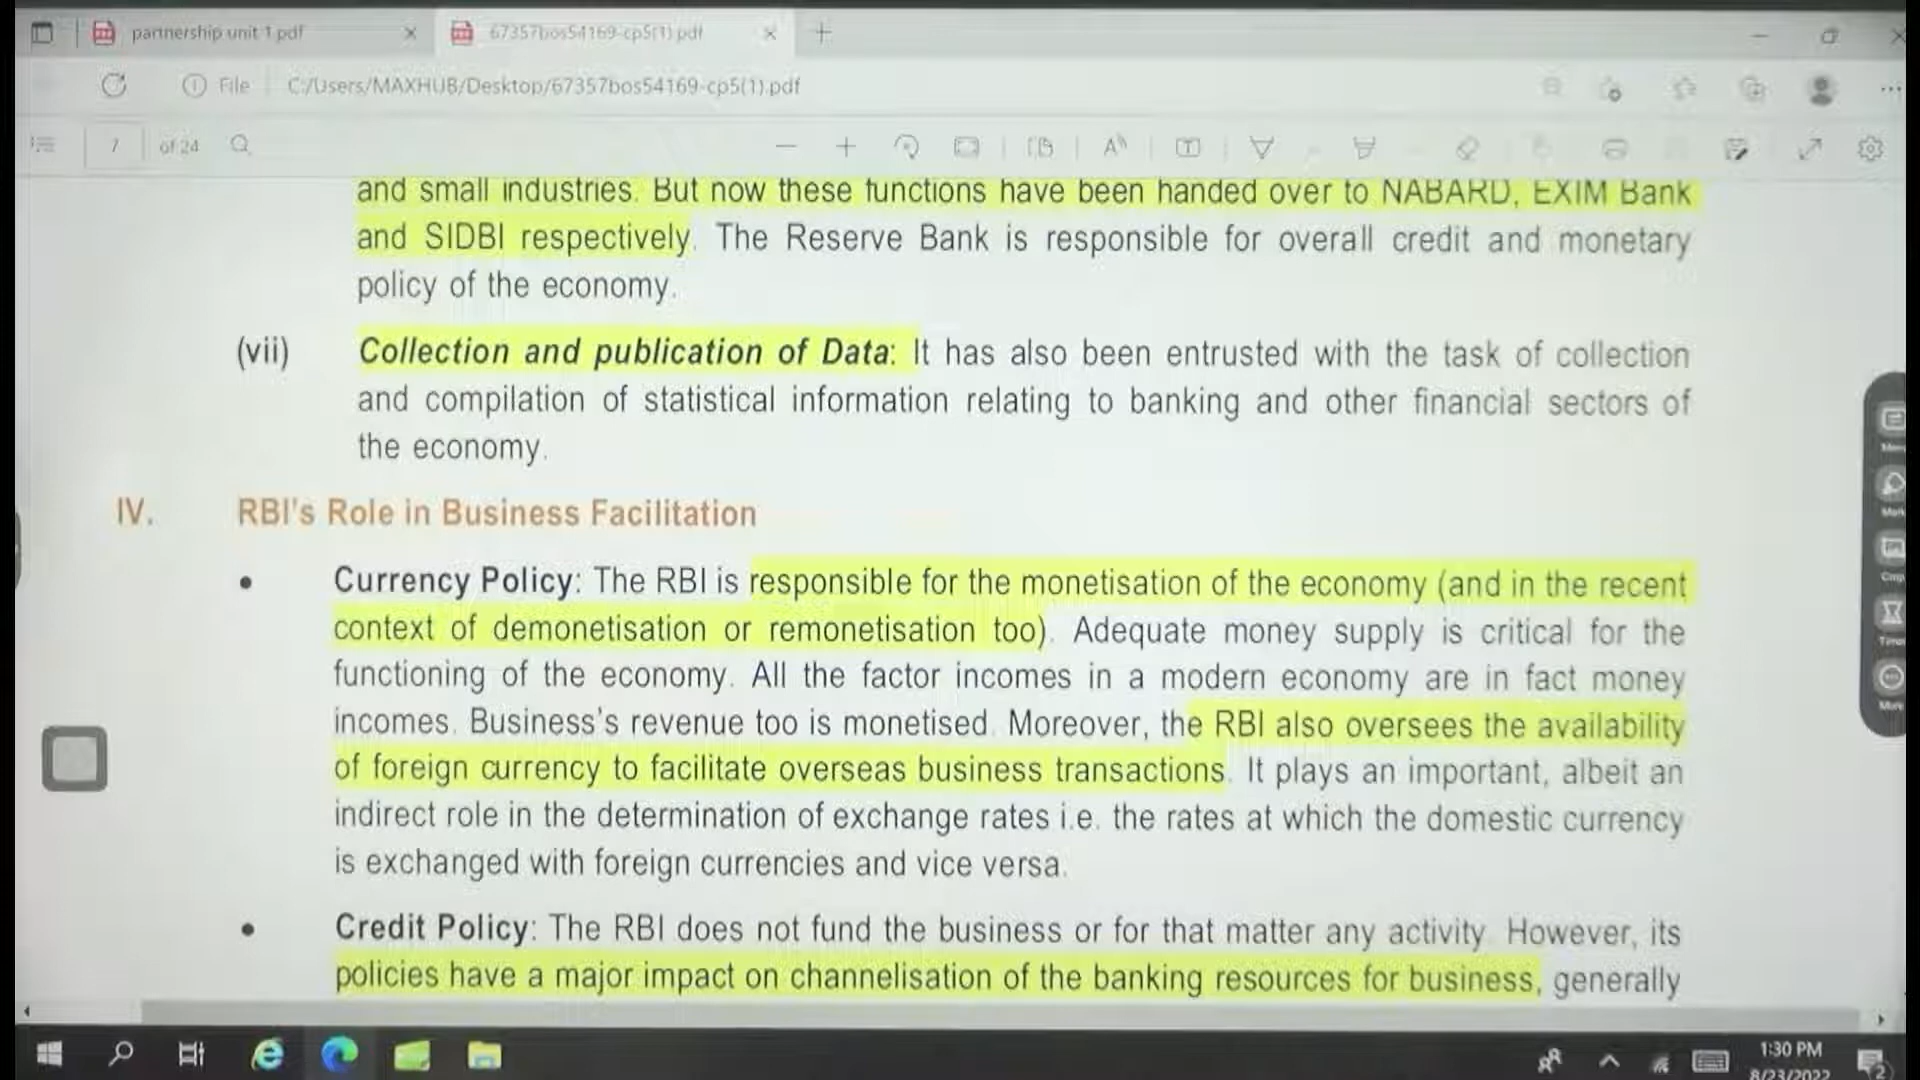 partnership unit 1.pdf
67357bos54169-cp5(1).pdf
File
C:/Users/MAXHUB/Desktop/67357bos54169-cp5(1).pdf
7 of 24
and small industries. But now these functions have been handed over to NABARD, EXIM Bank
and SIDBI respectively. The Reserve Bank is responsible for overall credit and monetary
policy of the economy.
(vii) Collection and publication of Data: It has also been entrusted with the task of collection
and compilation of statistical information relating to banking and other financial sectors of
the economy.
IV. RBI's Role in Business Facilitation
• Currency Policy: The RBI is responsible for the monetisation of the economy (and in the recent
context of demonetisation or remonetisation too). Adequate money supply is critical for the
functioning of the economy. All the factor incomes in a modern economy are in fact money
incomes. Business's revenue too is monetised. Moreover, the RBI also oversees the availability
of foreign currency to facilitate overseas business transactions. It plays an important, albeit an
indirect role in the determination of exchange rates i.e. the rates at which the domestic currency
is exchanged with foreign currencies and vice versa.
• Credit Policy: The RBI does not fund the business or for that matter any activity. However, its
policies have a major impact on channelisation of the banking resources for business, generally
1:30 PM
8/23/2022
2